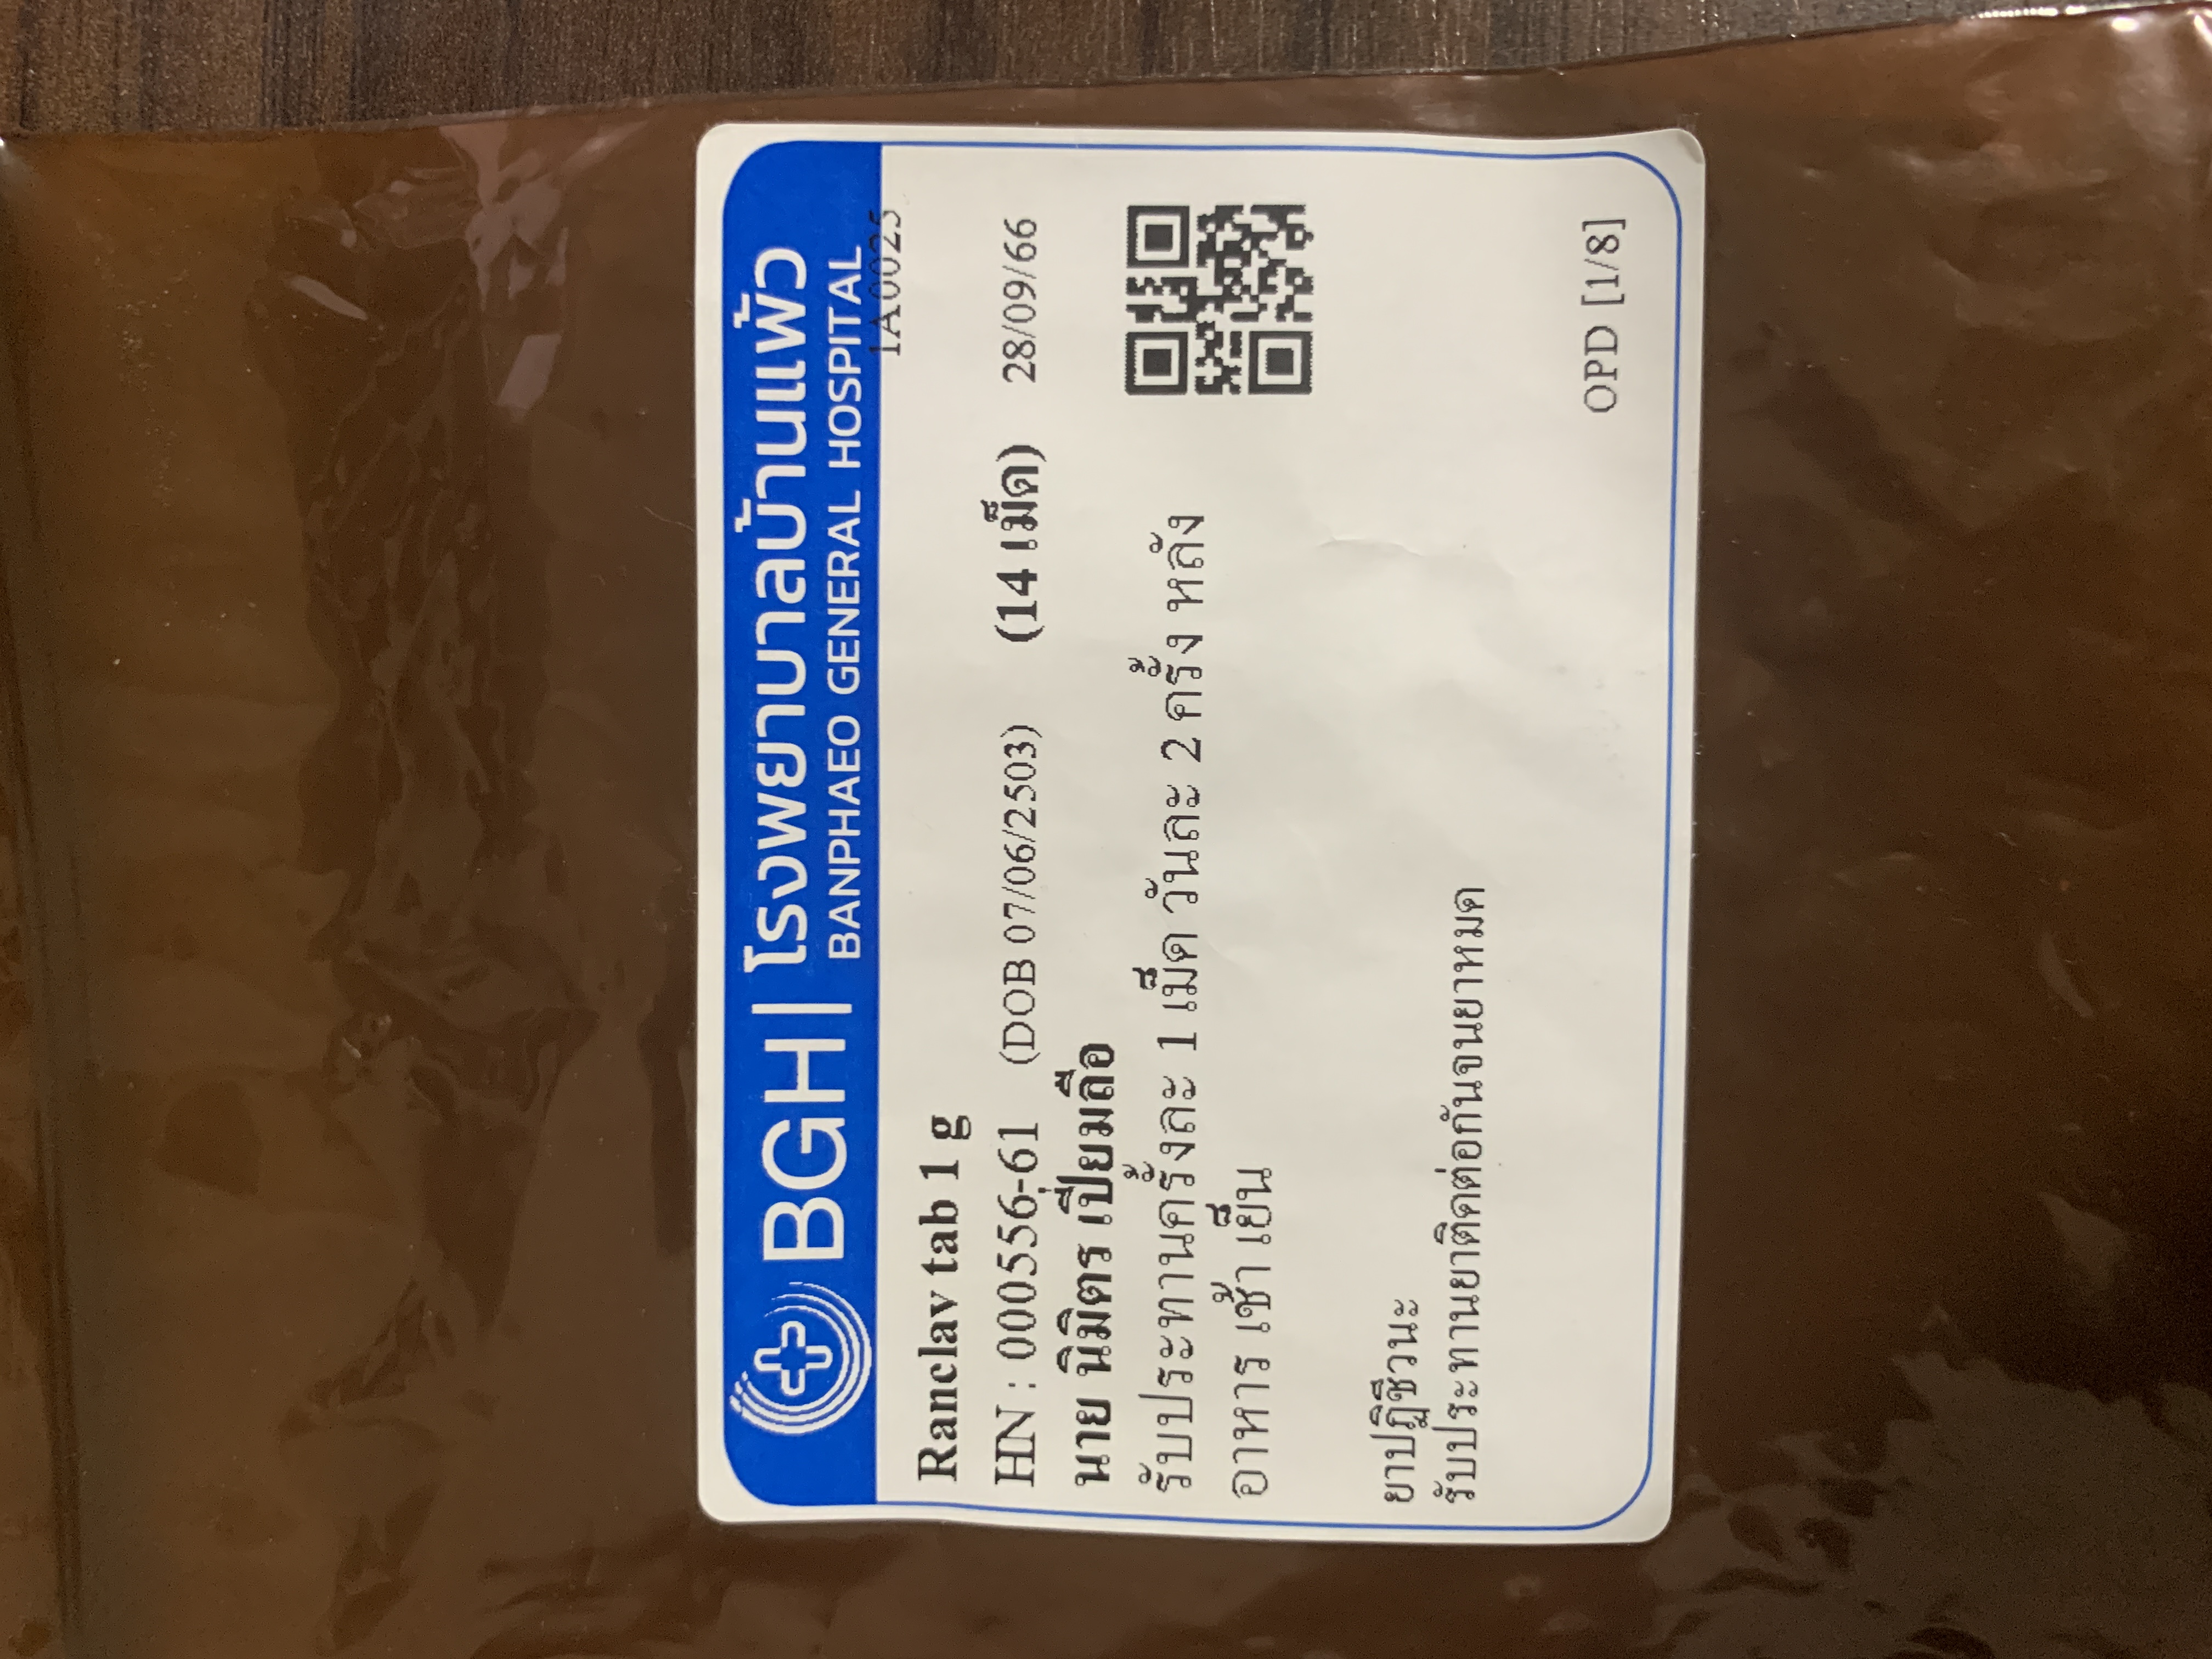 BGH | โรงพยาบาลบ้านแพ้ว
BANPHAEO GENERAL HOSPITAL
1A0025
Ranclav tab 1 g
HN : 000556-61 (DOB 07/06/2503) (14 เม็ด) 28/09/66
นาย นิมิตร เปี่ยมลือ
รับประทานครั้งละ 1 เม็ด วันละ 2 ครั้ง หลัง
อาหาร เช้า เย็น
ยาปฏิชีวนะ
รับประทานยาติดต่อกันจนยาหมด
OPD [1/8]